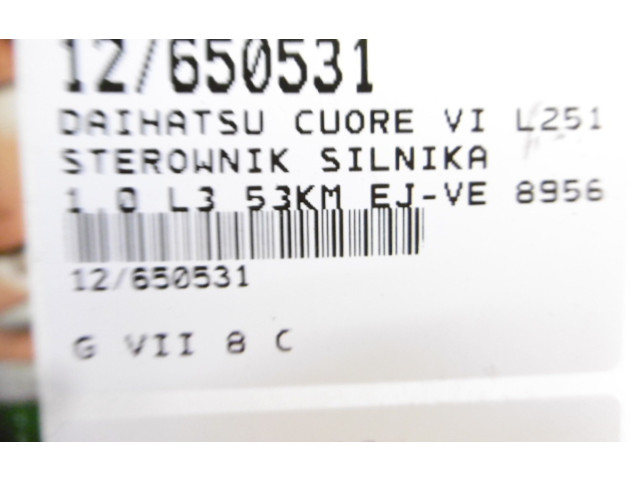 12/650531
DAIHATSU CUORE VI L251
STEROWNIK SILNIKA
1.0 L3 53KM EJ-VE 8956
12/650531
G VII 8 C